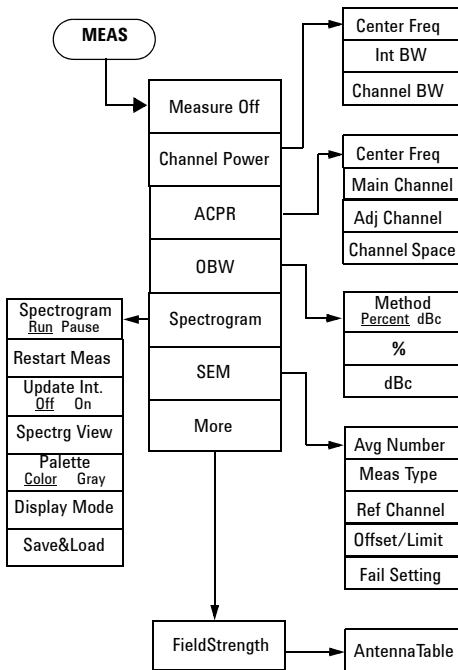 MEAS
Measure Off
Channel Power
ACPR
OBW
Spectrogram
SEM
More
Center Freq
Int BW
Channel BW
Center Freq
Main Channel
Adj Channel
Channel Space
Method
Percent dBc
%
dBc
Spectrogram
Run Pause
Restart Meas
Update Int.
Off On
Spectrg View
Palette
Color Gray
Display Mode
Save&Load
Avg Number
Meas Type
Ref Channel
Offset/Limit
Fail Setting
FieldStrength
AntennaTable